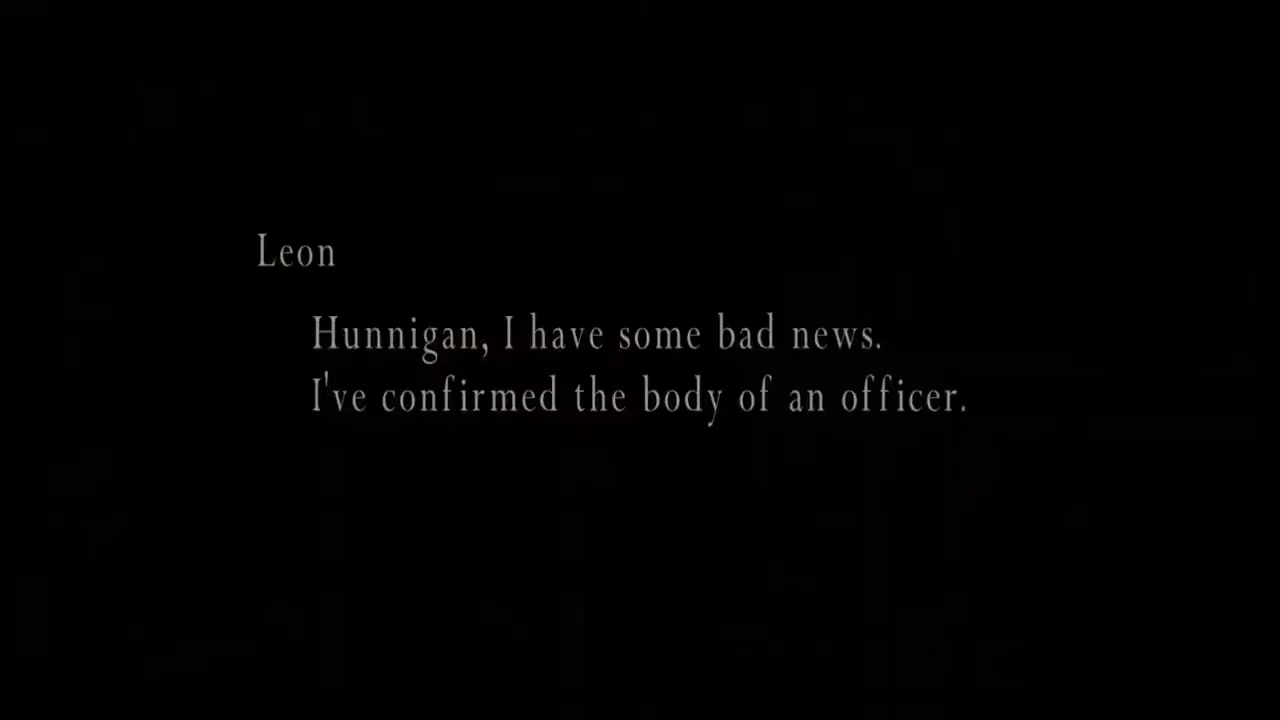 Leon
Hunnigan, I have some bad news.
I've confirmed the body of an officer.